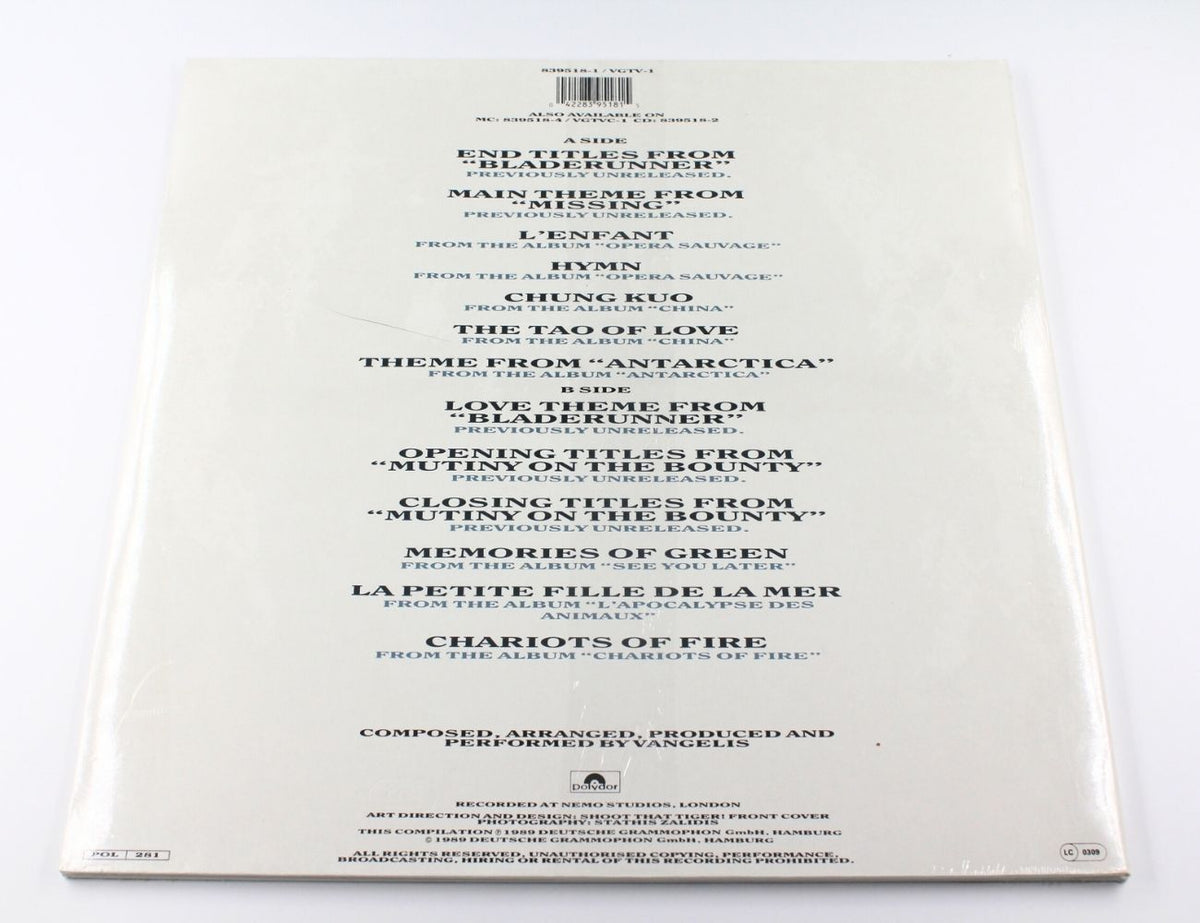 839518-1 / VGTV-1
0 42283 95181 5
ALSO AVAILABLE ON
MC: 839518-4 / VGTVC-1 CD: 839518-2
A SIDE
END TITLES FROM
"BLADERUNNER"
PREVIOUSLY UNRELEASED.
MAIN THEME FROM
"MISSING"
PREVIOUSLY UNRELEASED.
L'ENFANT
FROM THE ALBUM "OPERA SAUVAGE"
HYMN
FROM THE ALBUM "OPERA SAUVAGE"
CHUNG KUO
FROM THE ALBUM "CHINA"
THE TAO OF LOVE
FROM THE ALBUM "CHINA"
THEME FROM "ANTARCTICA"
FROM THE ALBUM "ANTARCTICA"
B SIDE
LOVE THEME FROM
"BLADERUNNER"
PREVIOUSLY UNRELEASED.
OPENING TITLES FROM
"MUTINY ON THE BOUNTY"
PREVIOUSLY UNRELEASED.
CLOSING TITLES FROM
"MUTINY ON THE BOUNTY"
PREVIOUSLY UNRELEASED.
MEMORIES OF GREEN
FROM THE ALBUM "SEE YOU LATER"
LA PETITE FILLE DE LA MER
FROM THE ALBUM "L'APOCALYPSE DES
ANIMAUX"
CHARIOTS OF FIRE
FROM THE ALBUM "CHARIOTS OF FIRE"
COMPOSED, ARRANGED, PRODUCED AND
PERFORMED BY VANGELIS
polydor
RECORDED AT NEMO STUDIOS, LONDON
ART DIRECTION AND DESIGN: SHOOT THAT TIGER! FRONT COVER
PHOTOGRAPHY: STATHIS ZALIDIS
THIS COMPILATION ℗ 1989 DEUTSCHE GRAMMOPHON GmbH, HAMBURG
© 1989 DEUTSCHE GRAMMOPHON GmbH, HAMBURG
ALL RIGHTS RESERVED, UNAUTHORISED COPYING, PERFORMANCE,
BROADCASTING, HIRING OR RENTAL OF THIS RECORDING PROHIBITED.
POL 281
LC 0309